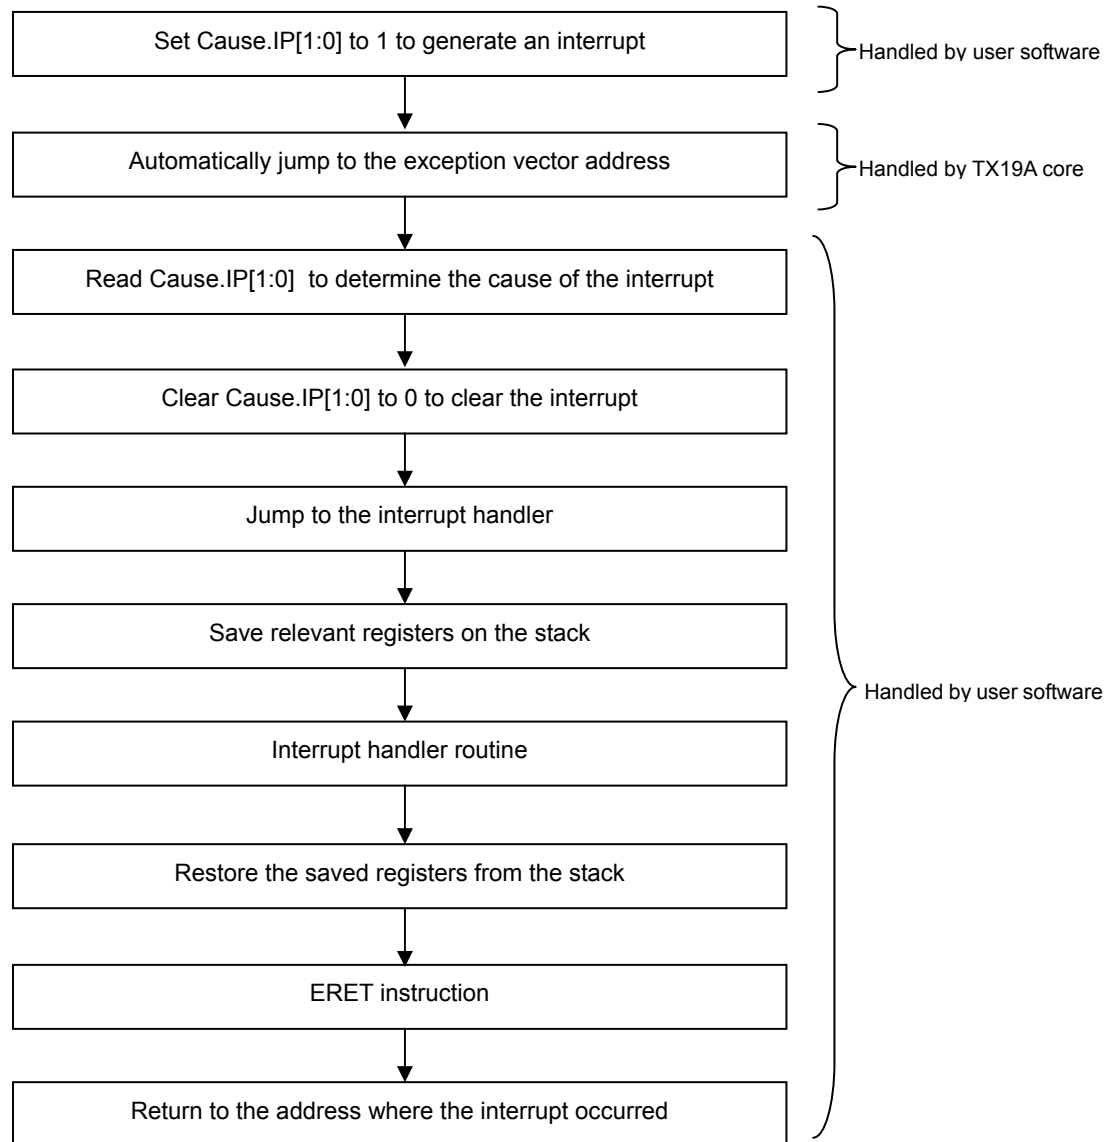 Set Cause.IP[1:0] to 1 to generate an interrupt
Handled by user software
Automatically jump to the exception vector address
Handled by TX19A core
Read Cause.IP[1:0] to determine the cause of the interrupt
Clear Cause.IP[1:0] to 0 to clear the interrupt
Jump to the interrupt handler
Save relevant registers on the stack
Handled by user software
Interrupt handler routine
Restore the saved registers from the stack
ERET instruction
Return to the address where the interrupt occurred